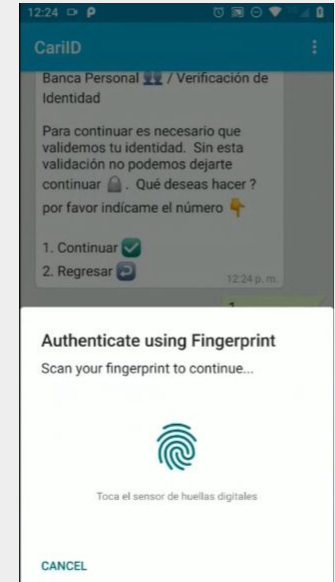 12:24
CariID
Banca Personal / Verificación de
Identidad
Para continuar es necesario que
validemos tu identidad. Sin esta
validación no podemos dejarte
continuar . Qué deseas hacer ?
por favor indícame el número
1. Continuar
2. Regresar
12:24 p. m.
1
Authenticate using Fingerprint
Scan your fingerprint to continue...
Toca el sensor de huellas digitales
CANCEL